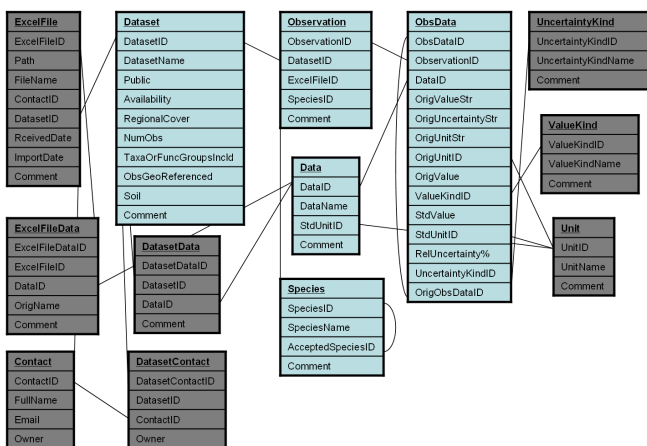 ExcelFile
ExcelFileID
Path
FileName
ContactID
DatasetID
RceivedDate
ImportDate
Comment
Dataset
DatasetID
DatasetName
Public
Availability
RegionalCover
NumObs
TaxaOrFuncGroupsIncld
ObsGeoReferenced
Soil
Comment
Observation
ObservationID
DatasetID
ExcelFileID
SpeciesID
Comment
ObsData
ObsDataID
ObservationID
DataID
OrigValueStr
OrigUncertaintyStr
OrigUnitStr
OrigUnitID
OrigValue
ValueKindID
StdValue
StdUnitID
RelUncertainty%
UncertaintyKindID
OrigObsDataID
UncertaintyKind
UncertaintyKindID
UncertaintyKindName
Comment
ValueKind
ValueKindID
ValueKindName
Comment
Data
DataID
DataName
StdUnitID
Comment
Unit
UnitID
UnitName
Comment
ExcelFileData
ExcelFileDataID
ExcelFileID
DataID
OrigName
Comment
DatasetData
DatasetDataID
DatasetID
DataID
Comment
Species
SpeciesID
SpeciesName
AcceptedSpeciesID
Comment
Contact
ContactID
FullName
Email
Owner
DatasetContact
DatasetContactID
DatasetID
ContactID
Owner